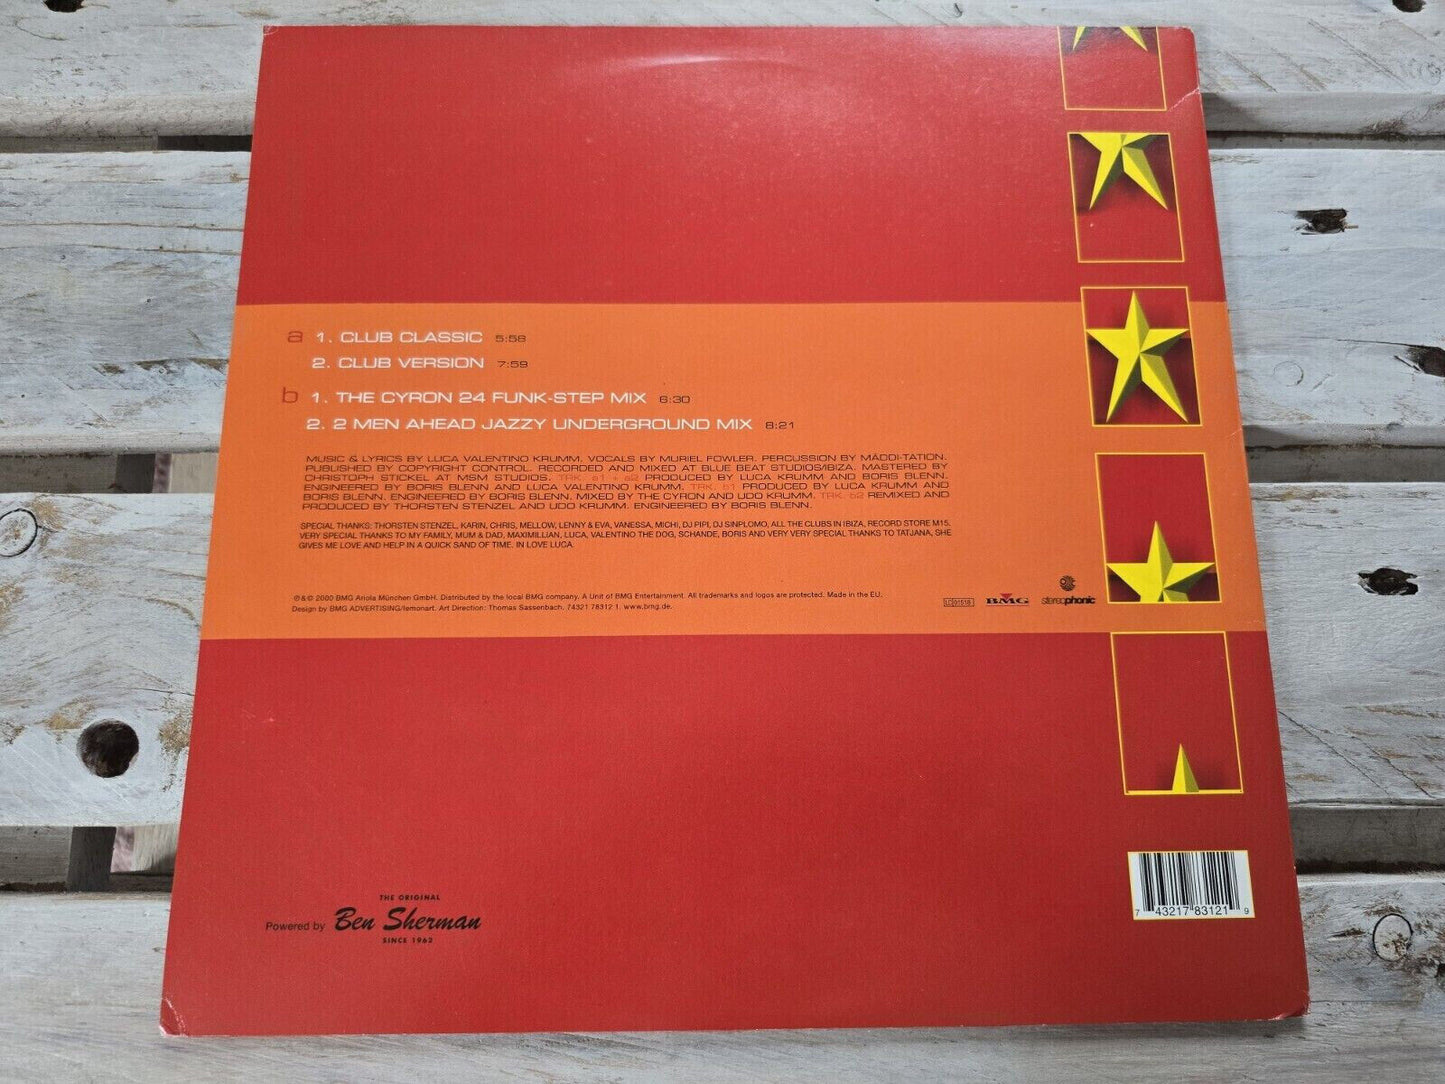 a 1. CLUB CLASSIC 5:58
2. CLUB VERSION 7:59
b 1. THE CYRON 24 FUNK-STEP MIX 6:30
2. 2 MEN AHEAD JAZZY UNDERGROUND MIX 8:21
MUSIC & LYRICS BY LUCA VALENTINO KRUMM. VOCALS BY MURIEL FOWLER. PERCUSSION BY MÄDDI-TATION.
PUBLISHED BY COPYRIGHT CONTROL. RECORDED AND MIXED AT BLUE BEAT STUDIOS/IBIZA. MASTERED BY
CHRISTOPH STICKEL AT MSM STUDIOS. TRK. a1 + a2 PRODUCED BY LUCA KRUMM AND BORIS BLENN.
ENGINEERED BY BORIS BLENN AND LUCA VALENTINO KRUMM. TRK. b1 PRODUCED BY LUCA KRUMM AND
BORIS BLENN. ENGINEERED BY BORIS BLENN. MIXED BY THE CYRON AND UDO KRUMM. TRK. b2 REMIXED AND
PRODUCED BY THORSTEN STENZEL AND UDO KRUMM. ENGINEERED BY BORIS BLENN.
SPECIAL THANKS: THORSTEN STENZEL, KARIN, CHRIS, MELLOW, LENNY & EVA, VANESSA, MICHI, DJ PIPI, DJ SINPLOMO, ALL THE CLUBS IN IBIZA, RECORD STORE M15.
VERY SPECIAL THANKS TO MY FAMILY, MUM & DAD, MAXIMILLIAN, LUCA, VALENTINO THE DOG, SCHANDE, BORIS AND VERY VERY SPECIAL THANKS TO TATJANA, SHE
GIVES ME LOVE AND HELP IN A QUICK SAND OF TIME. IN LOVE LUCA.
℗ & © 2000 BMG Ariola München GmbH. Distributed by the local BMG company. A Unit of BMG Entertainment. All trademarks and logos are protected. Made in the EU.
Design by BMG ADVERTISING/lemonart. Art Direction: Thomas Sassenbach. 74321 78312 1. www.bmg.de.
LC 01518
BMG
stereophonic
7 43217 83121 9
Powered by
THE ORIGINAL
Ben Sherman
SINCE 1963